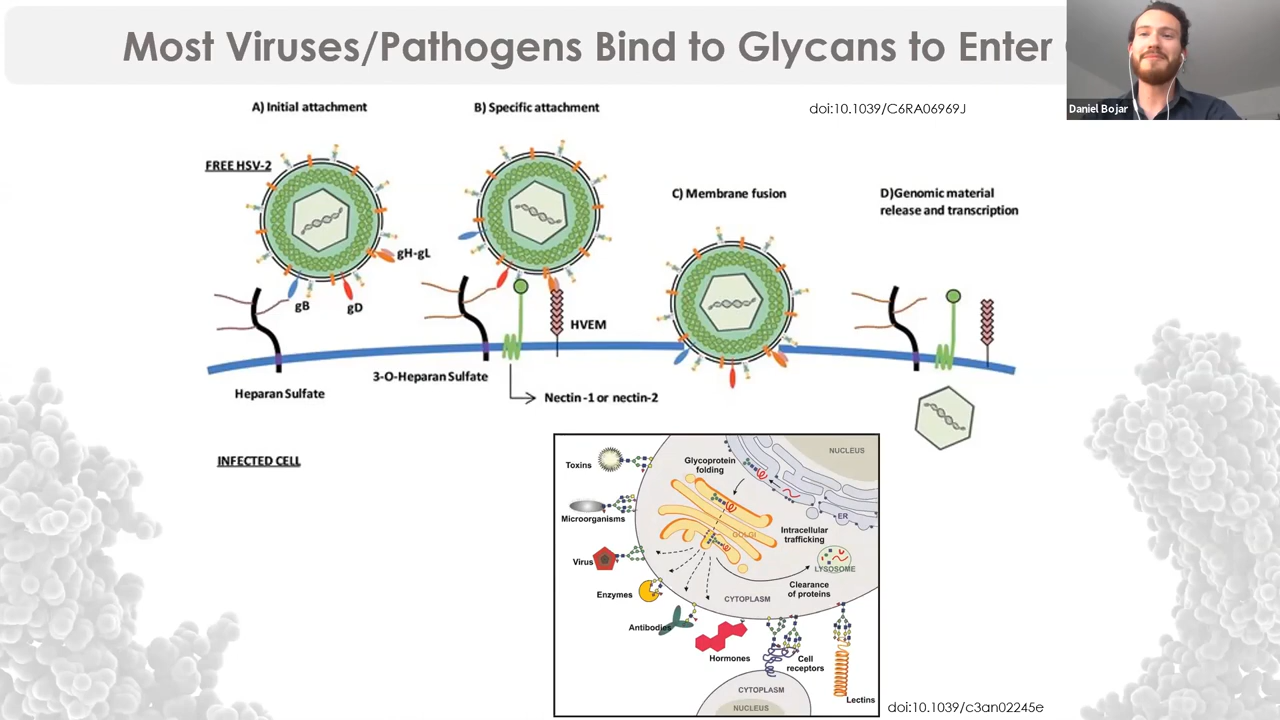 Most Viruses/Pathogens Bind to Glycans to Enter
Daniel Bojar
A) Initial attachment
B) Specific attachment
doi:10.1039/C6RA06969J
FREE HSV-2
C) Membrane fusion
D)Genomic material
release and transcription
gH-gL
gB
gD
HVEM
Heparan Sulfate
3-O-Heparan Sulfate
Nectin-1 or nectin-2
INFECTED CELL
NUCLEUS
Glycoprotein
folding
Toxins
ER
Microorganisms
Intracellular
trafficking
GOLGI
Virus
LYSOSOME
Clearance
of proteins
Enzymes
CYTOPLASM
Antibodies
Hormones
Cell
receptors
CYTOPLASM
Lectins
NUCLEUS
doi:10.1039/c3an02245e